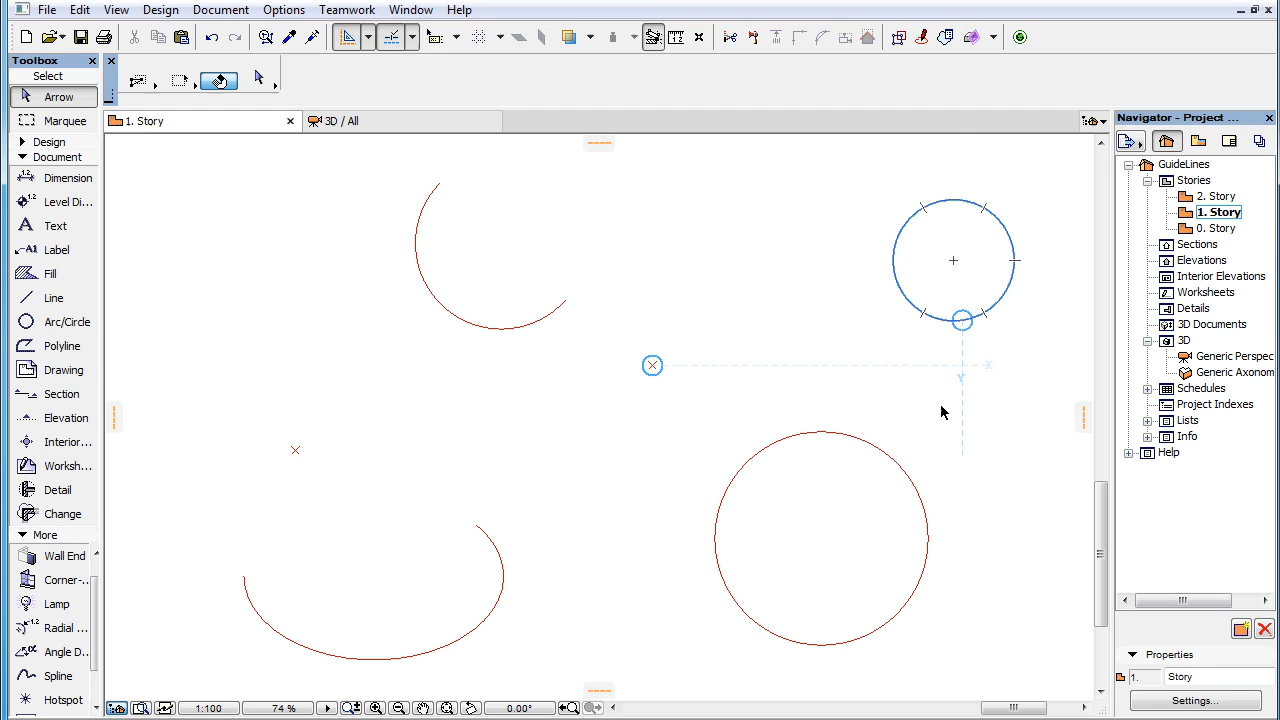 File Edit View Design Document Options Teamwork Window Help
Toolbox
Select
Arrow
Marquee
Design
Document
Dimension
Level Di...
A Text
A1 Label
Fill
Line
Arc/Circle
Polyline
Drawing
Section
Elevation
Interior...
Worksh...
Detail
Change
More
Wall End
Corner-...
Lamp
Radial ...
Angle D...
Spline
Hotspot
1. Story
3D / All
X
Y
1:100
74 %
0.00°
Navigator - Project ...
GuideLines
Stories
2. Story
1. Story
0. Story
Sections
Elevations
Interior Elevations
Worksheets
Details
3D Documents
3D
Generic Perspec
Generic Axonom
Schedules
Project Indexes
Lists
Info
Help
Properties
1. Story
Settings...